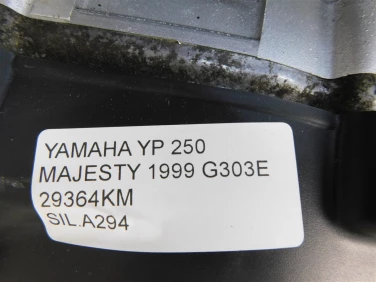 YAMAHA YP 250
MAJESTY 1999 G303E
29364KM
SIL.A294